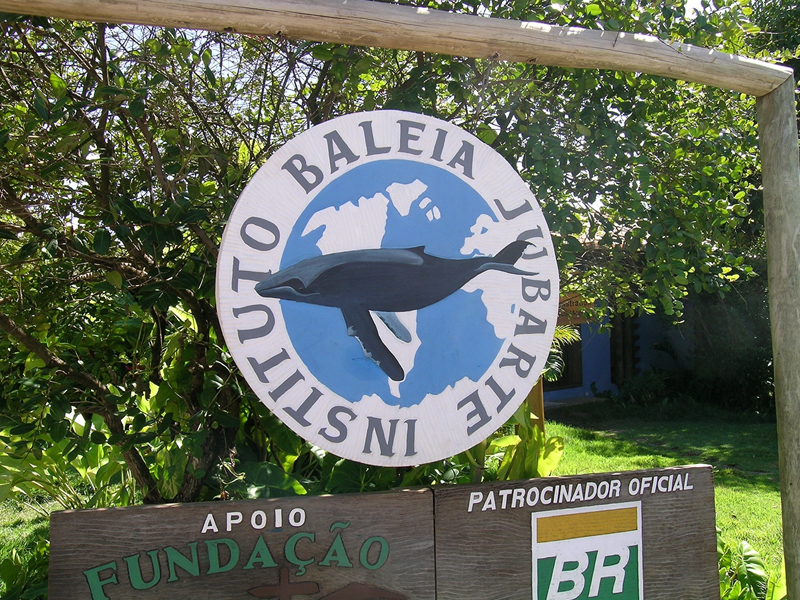 INSTITUTO BALEIA JUBARTE
APOIO
FUNDAÇÃO
PATROCINADOR OFICIAL
BR